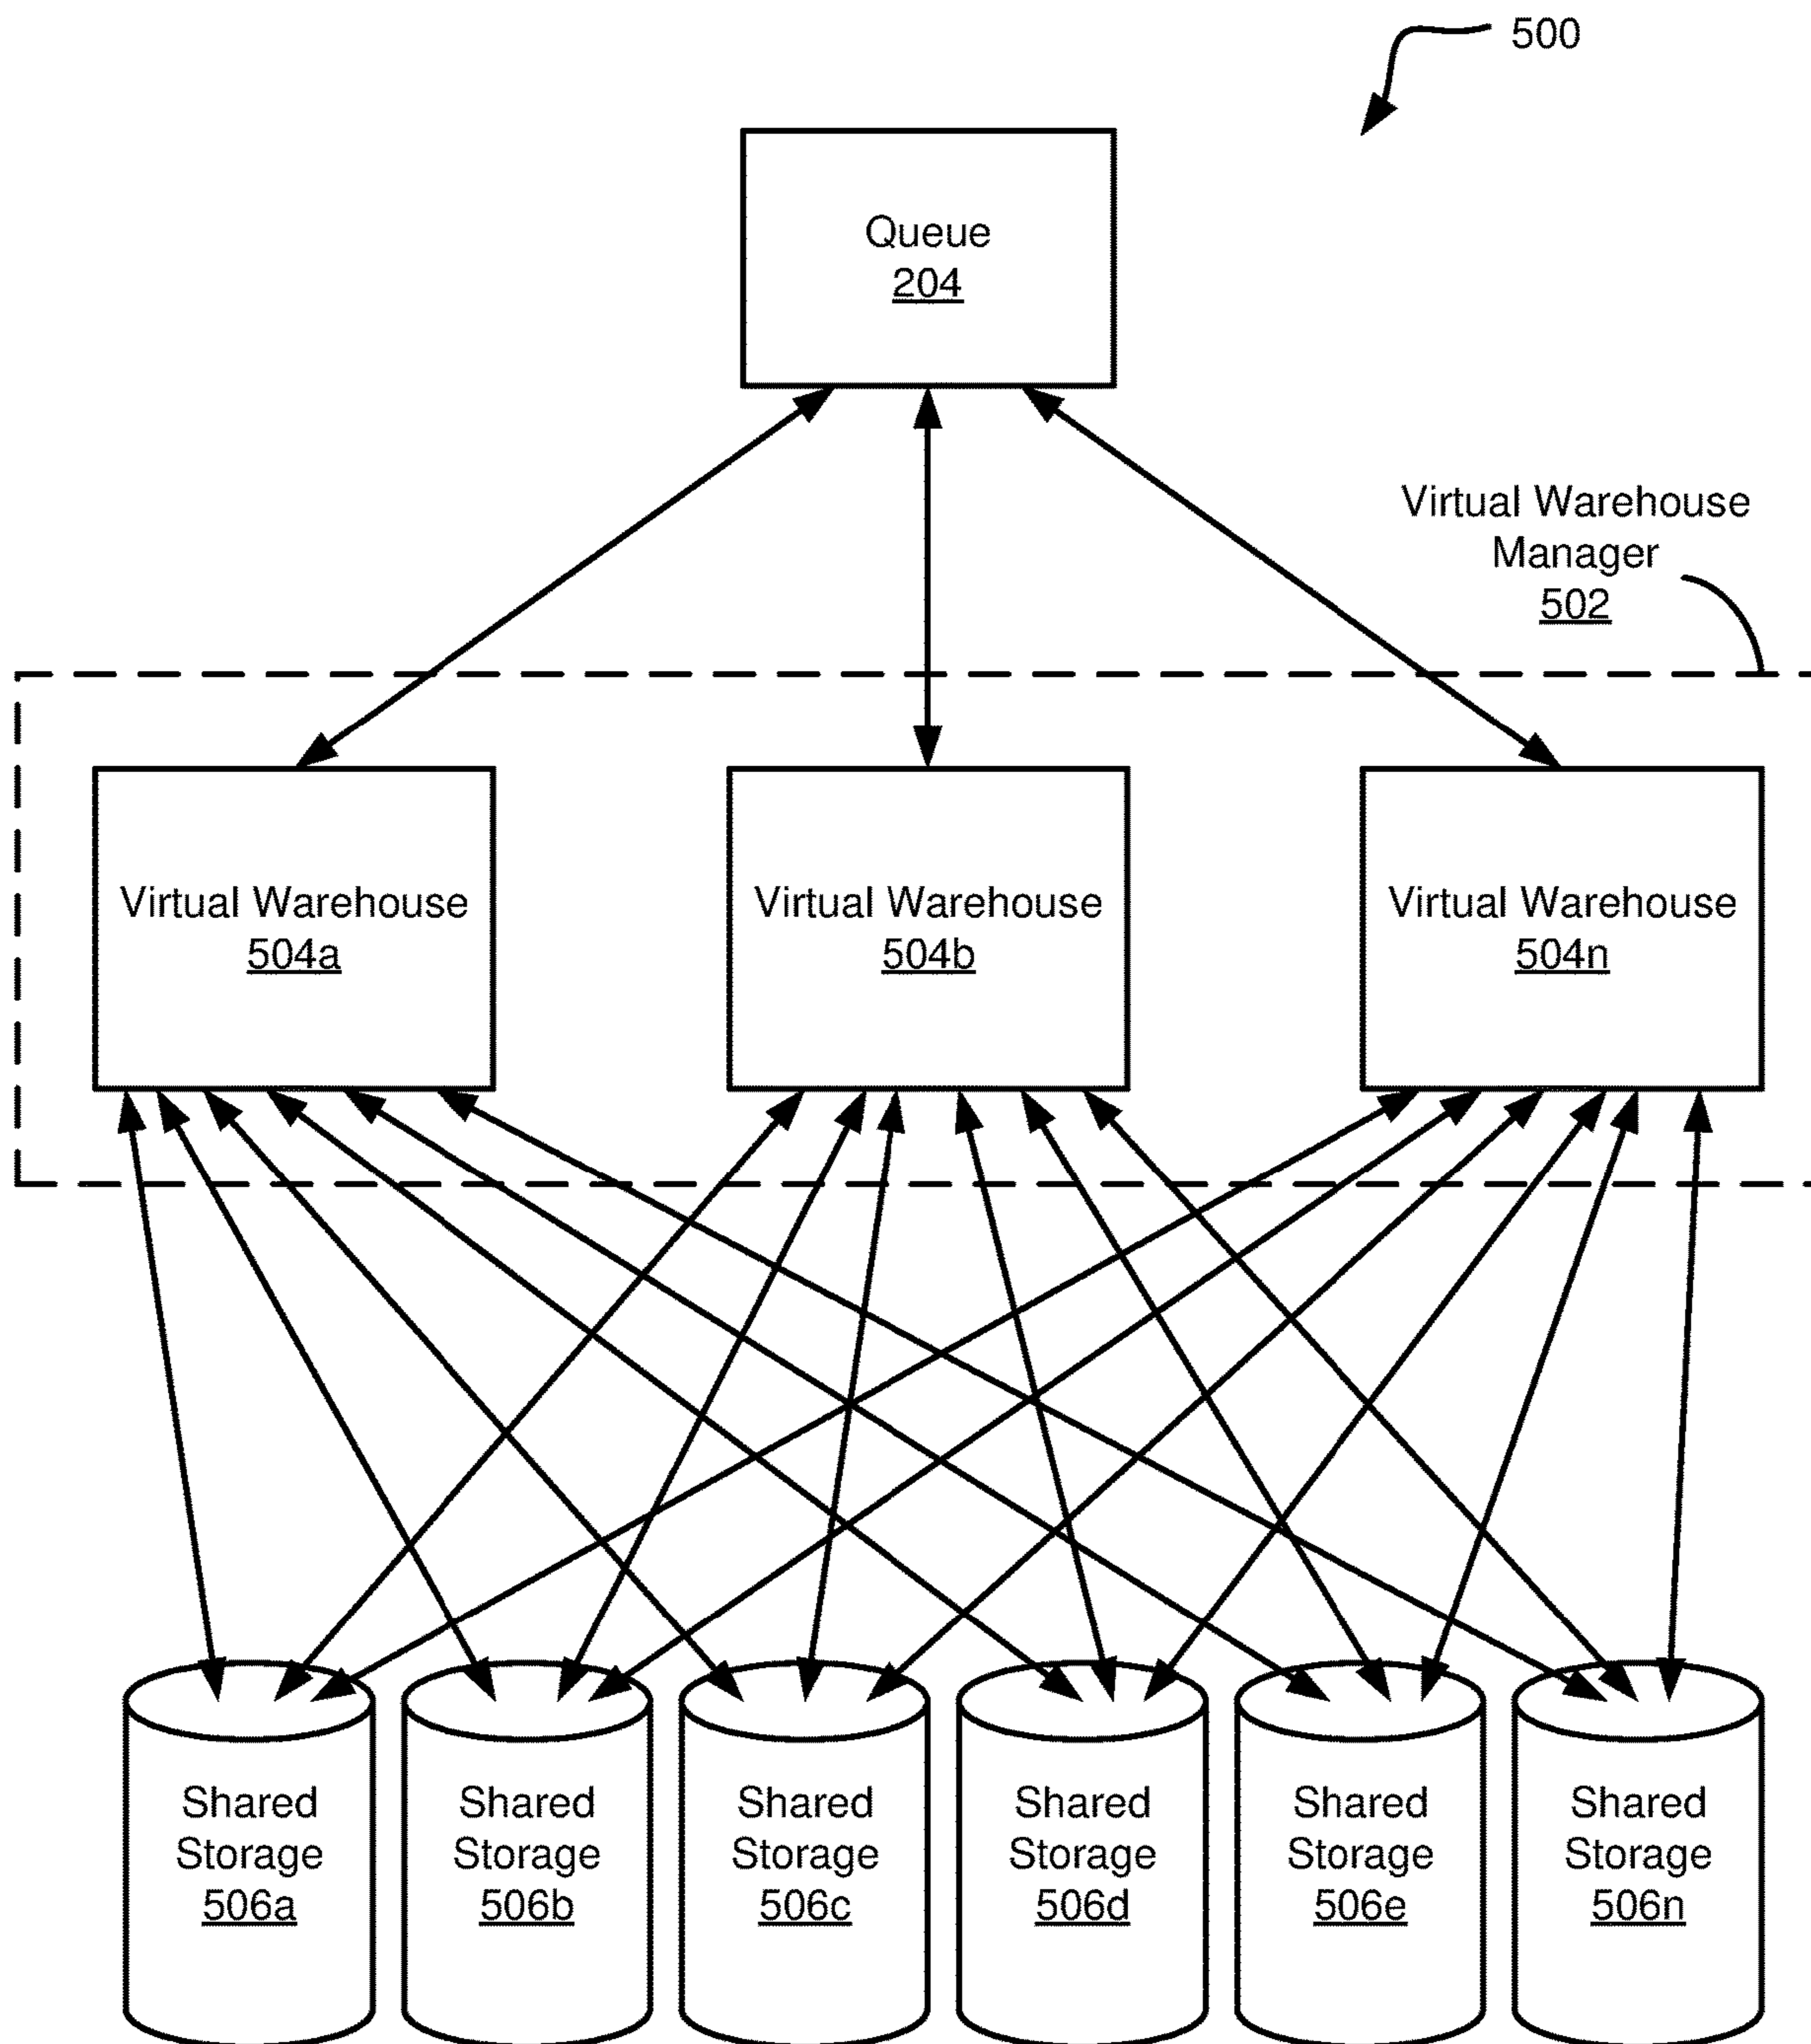 500
Queue
204
Virtual Warehouse
Manager
502
Virtual Warehouse
504a
Virtual Warehouse
504b
Virtual Warehouse
504n
Shared
Storage
506a
Shared
Storage
506b
Shared
Storage
506c
Shared
Storage
506d
Shared
Storage
506e
Shared
Storage
506n